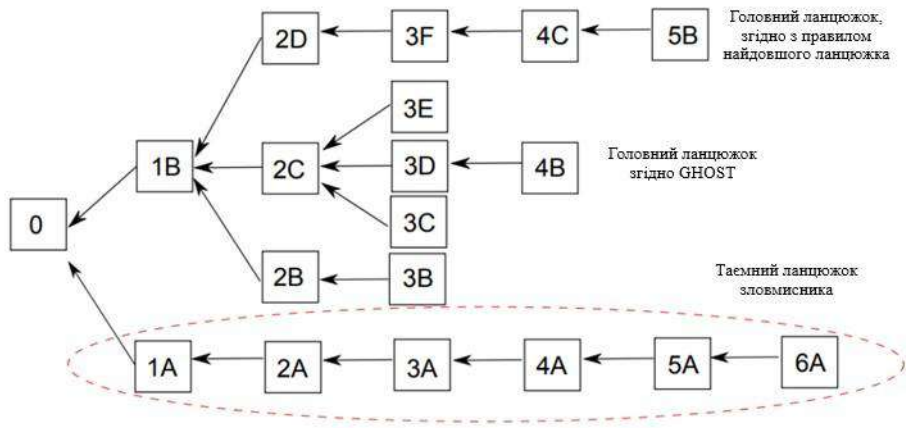 Головний ланцюжок,
згідно з правилом
найдовшого ланцюжка
2D
3F
4C
5B
3E
1B
2C
3D
4B
Головний ланцюжок
згідно GHOST
0
3C
2B
3B
Таємний ланцюжок
зловмисника
1A
2A
3A
4A
5A
6A